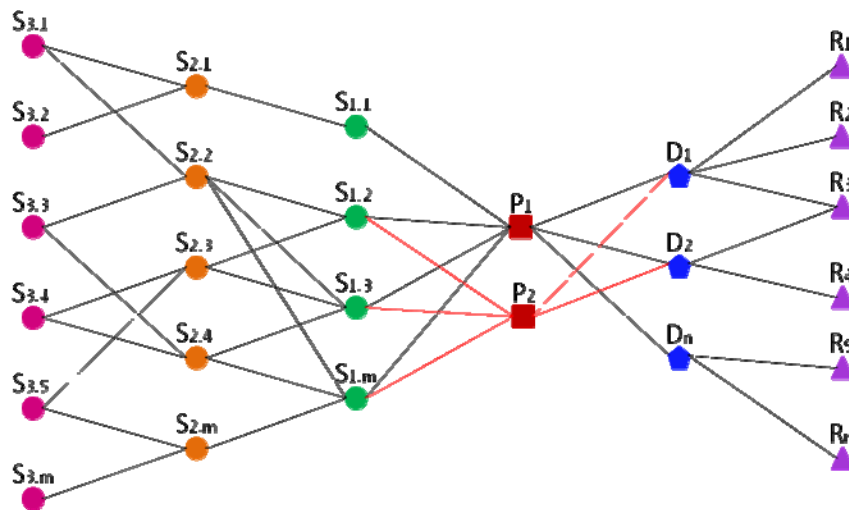 S3.1
S3.2
S3.3
S3.4
S3.5
S3.m
S2.1
S2.2
S2.3
S2.4
S2.m
S1.1
S1.2
S1.3
S1.m
P1
P2
D1
D2
Dn
R1
R2
R3
R4
R5